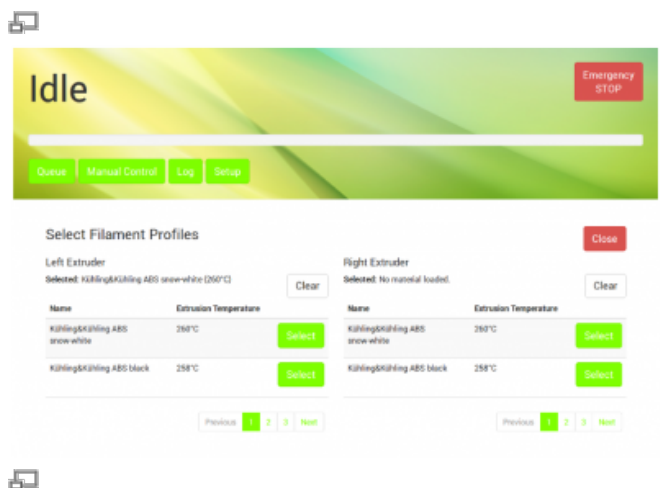 Idle
Emergency STOP
Queue Manual Control Log Setup
Select Filament Profiles
Close
Left Extruder
Selected: Kühling&Kühling ABS snow-white (260°C)
Clear
Name Extrusion Temperature
Kühling&Kühling ABS snow-white 260°C Select
Kühling&Kühling ABS black 258°C Select
Previous 1 2 3 Next
Right Extruder
Selected: No material loaded.
Clear
Name Extrusion Temperature
Kühling&Kühling ABS snow-white 260°C Select
Kühling&Kühling ABS black 258°C Select
Previous 1 2 3 Next